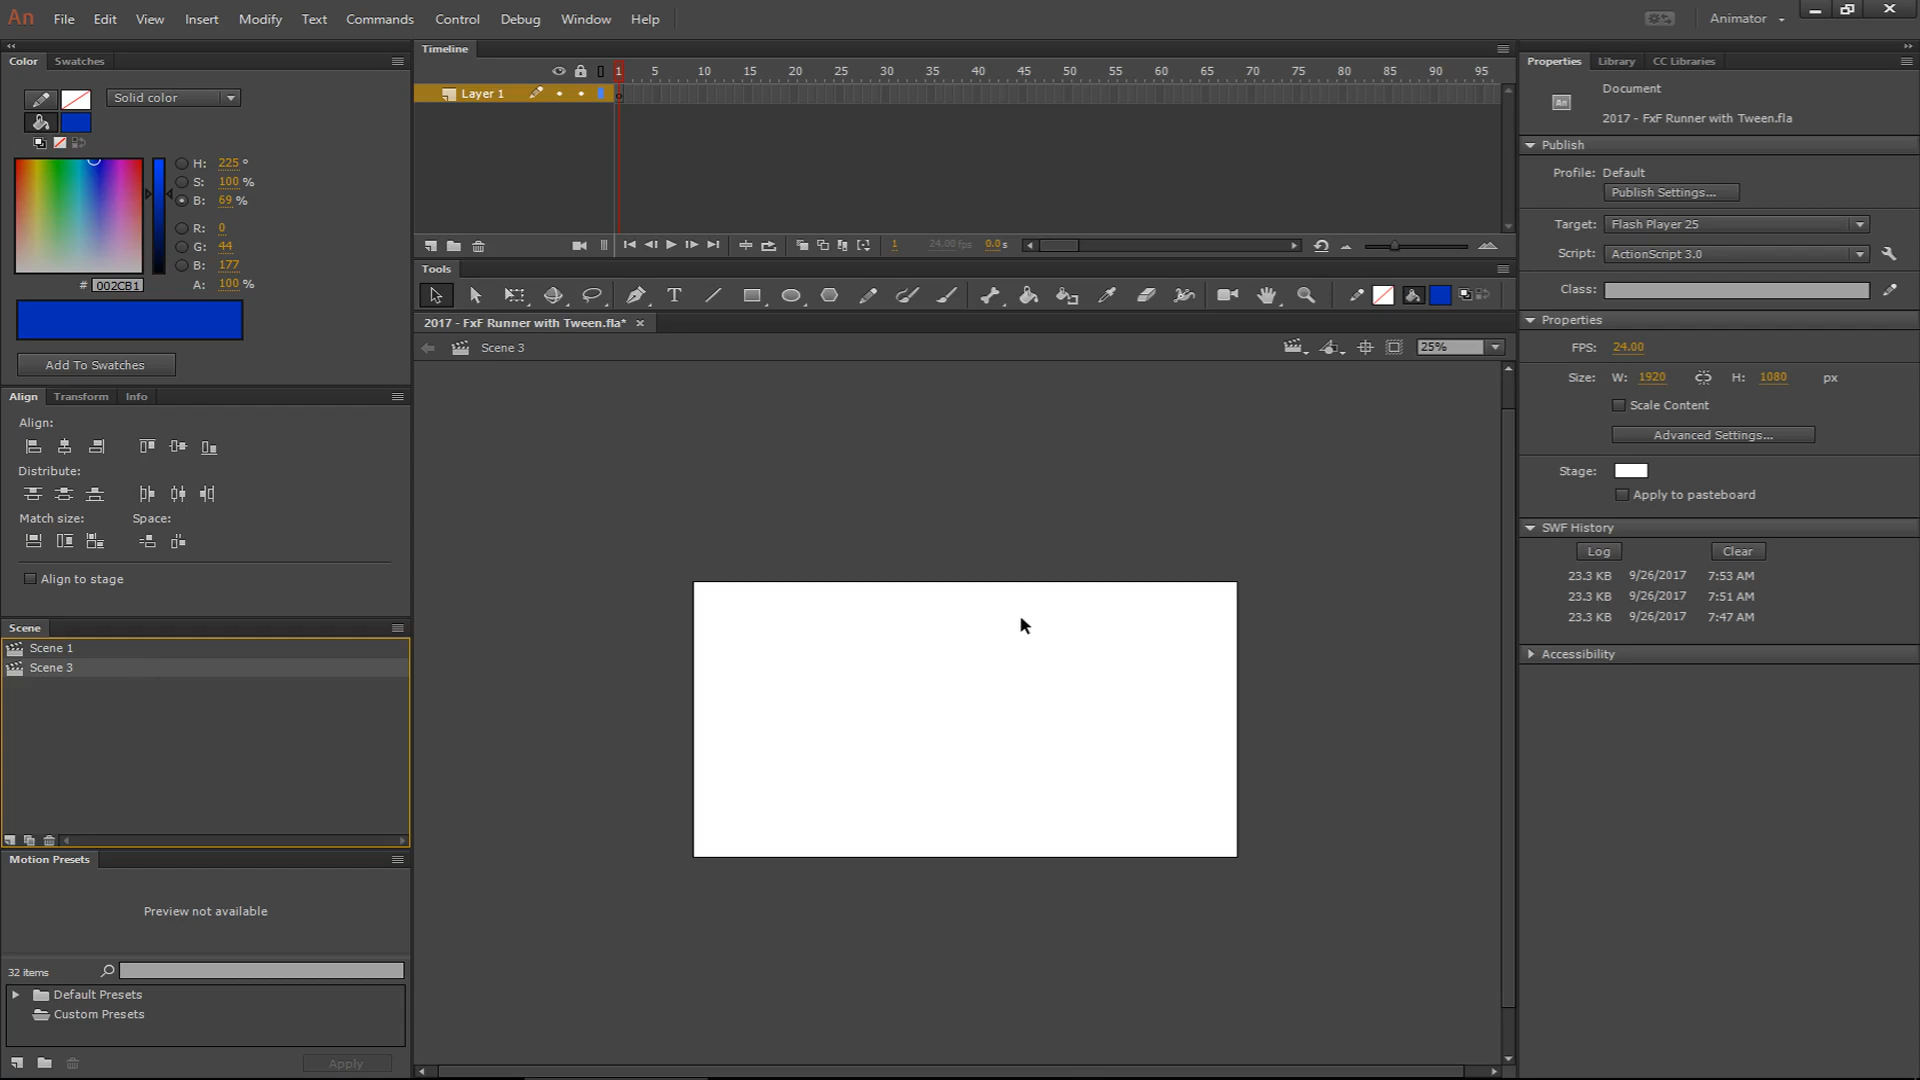 An File Edit View Insert Modify Text Commands Control Debug Window Help Animator
Color Swatches
Solid color
H: 225 °
S: 100 %
B: 69 %
R: 0
G: 44
B: 177
A: 100 %
# 002CB1
Add To Swatches
Align Transform Info
Align:
Distribute:
Match size: Space:
Align to stage
Scene
Scene 1
Scene 3
Motion Presets
Preview not available
32 items
Default Presets
Custom Presets
Apply
Timeline
1 5 10 15 20 25 30 35 40 45 50 55 60 65 70 75 80 85 90 95
Layer 1
1 24.00 fps 0.0 s
Tools
2017 - FxF Runner with Tween.fla*
Scene 3 25%
Properties Library CC Libraries
An Document
2017 - FxF Runner with Tween.fla
Publish
Profile: Default
Publish Settings...
Target: Flash Player 25
Script: ActionScript 3.0
Class:
Properties
FPS: 24.00
Size: W: 1920 H: 1080 px
Scale Content
Advanced Settings...
Stage:
Apply to pasteboard
SWF History
Log Clear
23.3 KB 9/26/2017 7:53 AM
23.3 KB 9/26/2017 7:51 AM
23.3 KB 9/26/2017 7:47 AM
Accessibility